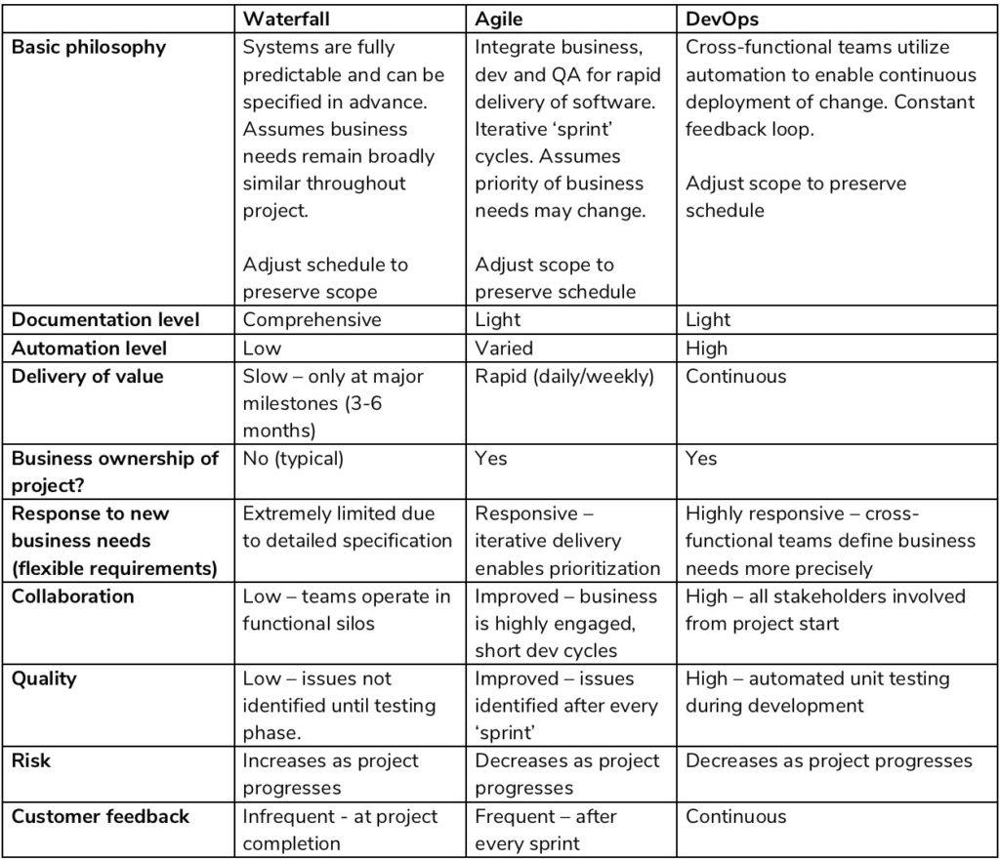 Waterfall
Agile
DevOps
Basic philosophy
Systems are fully
predictable and can be
specified in advance.
Assumes business
needs remain broadly
similar throughout
project.
Adjust schedule to
preserve scope
Integrate business,
dev and QA for rapid
delivery of software.
Iterative ‘sprint’
cycles. Assumes
priority of business
needs may change.
Adjust scope to
preserve schedule
Cross-functional teams utilize
automation to enable continuous
deployment of change. Constant
feedback loop.
Adjust scope to preserve
schedule
Documentation level
Comprehensive
Light
Light
Automation level
Low
Varied
High
Delivery of value
Slow – only at major
milestones (3-6
months)
Rapid (daily/weekly)
Continuous
Business ownership of
project?
No (typical)
Yes
Yes
Response to new
business needs
(flexible requirements)
Extremely limited due
to detailed specification
Responsive –
iterative delivery
enables prioritization
Highly responsive – cross-
functional teams define business
needs more precisely
Collaboration
Low – teams operate in
functional silos
Improved – business
is highly engaged,
short dev cycles
High – all stakeholders involved
from project start
Quality
Low – issues not
identified until testing
phase.
Improved – issues
identified after every
‘sprint’
High – automated unit testing
during development
Risk
Increases as project
progresses
Decreases as project
progresses
Decreases as project progresses
Customer feedback
Infrequent - at project
completion
Frequent – after
every sprint
Continuous